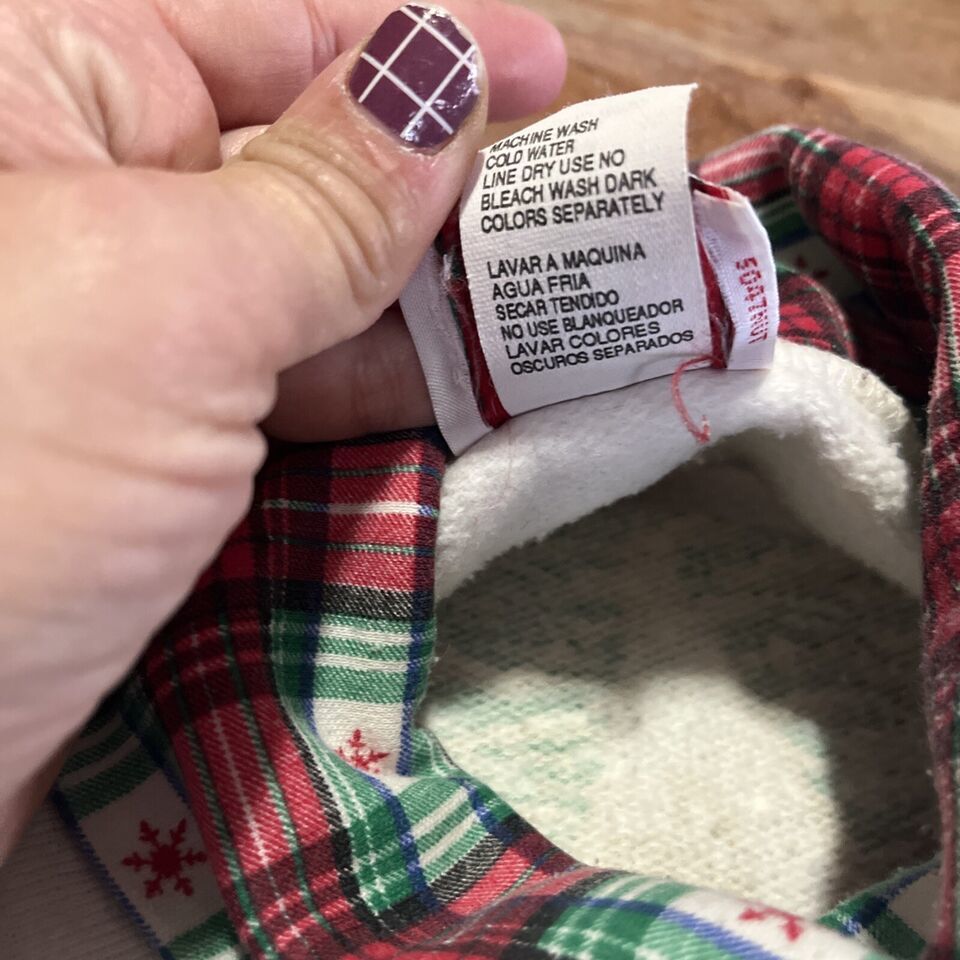 MACHINE WASH
COLD WATER
LINE DRY USE NO
BLEACH WASH DARK
COLORS SEPARATELY
LAVAR A MAQUINA
AGUA FRIA
SECAR TENDIDO
NO USE BLANQUEADOR
LAVAR COLORES
OSCUROS SEPARADOS